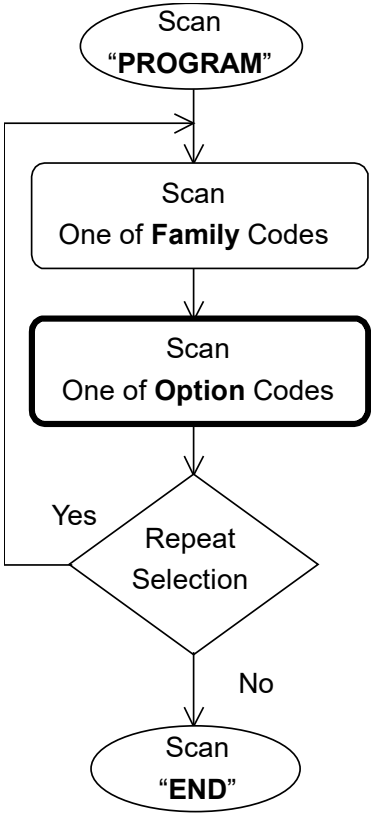 Scan
“PROGRAM”
Scan
One of Family Codes
Scan
One of Option Codes
Yes
Repeat
Selection
No
Scan
“END”